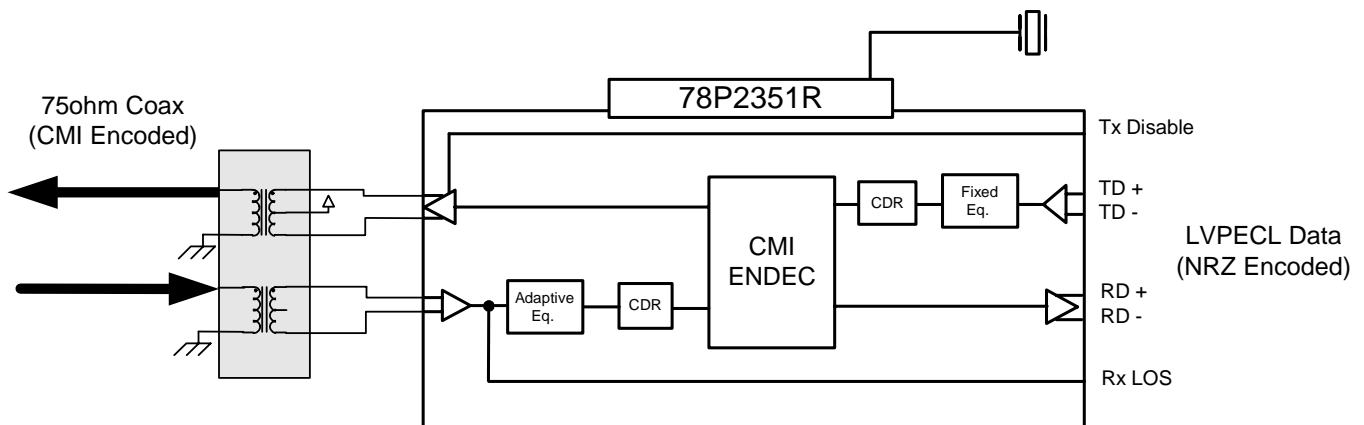 78P2351R
75ohm Coax
(CMI Encoded)
Tx Disable
TD +
TD -
Fixed
Eq.
CDR
CMI
ENDEC
LVPECL Data
(NRZ Encoded)
Adaptive
Eq.
CDR
RD +
RD -
Rx LOS